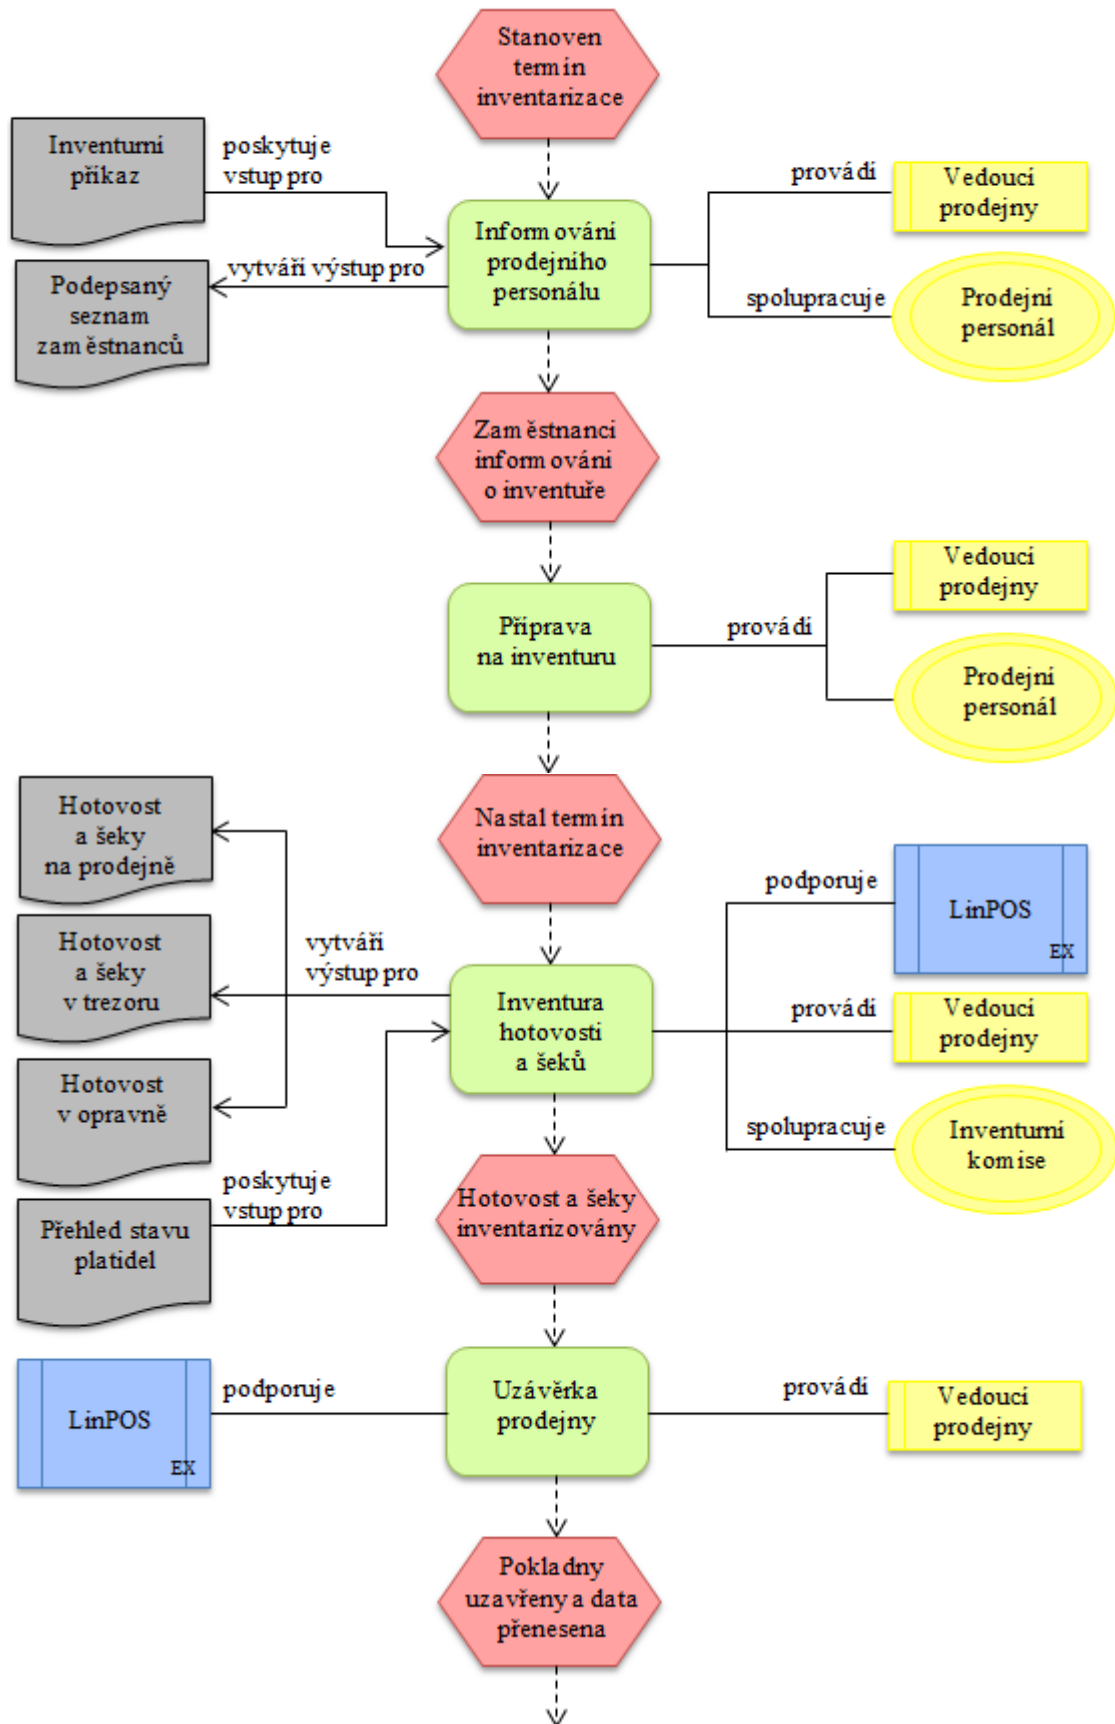 Stanoven
termín
inventarizace
Inventurní
příkaz
poskytuje
vstup pro
provádí
Vedoucí
prodejny
Informování
prodejního
personálu
Podepsaný
seznam
zaměstnanců
vytváří výstup pro
spolupracuje
Prodejní
personál
Zaměstnanci
informováni
o inventuře
Příprava
na inventuru
provádí
Vedoucí
prodejny
Prodejní
personál
Nastal termín
inventarizace
Hotovost
a šeky
na prodejně
Hotovost
a šeky
v trezoru
vytváří
výstup pro
Hotovost
v opravně
Přehled stavu
platidel
poskytuje
vstup pro
Inventura
hotovosti
a šeků
podporuje
LinPOS
EX
provádí
Vedoucí
prodejny
spolupracuje
Inventurní
komise
Hotovost a šeky
inventarizovány
LinPOS
EX
podporuje
Uzávěrka
prodejny
provádí
Vedoucí
prodejny
Pokladny
uzavřeny a data
přenesena